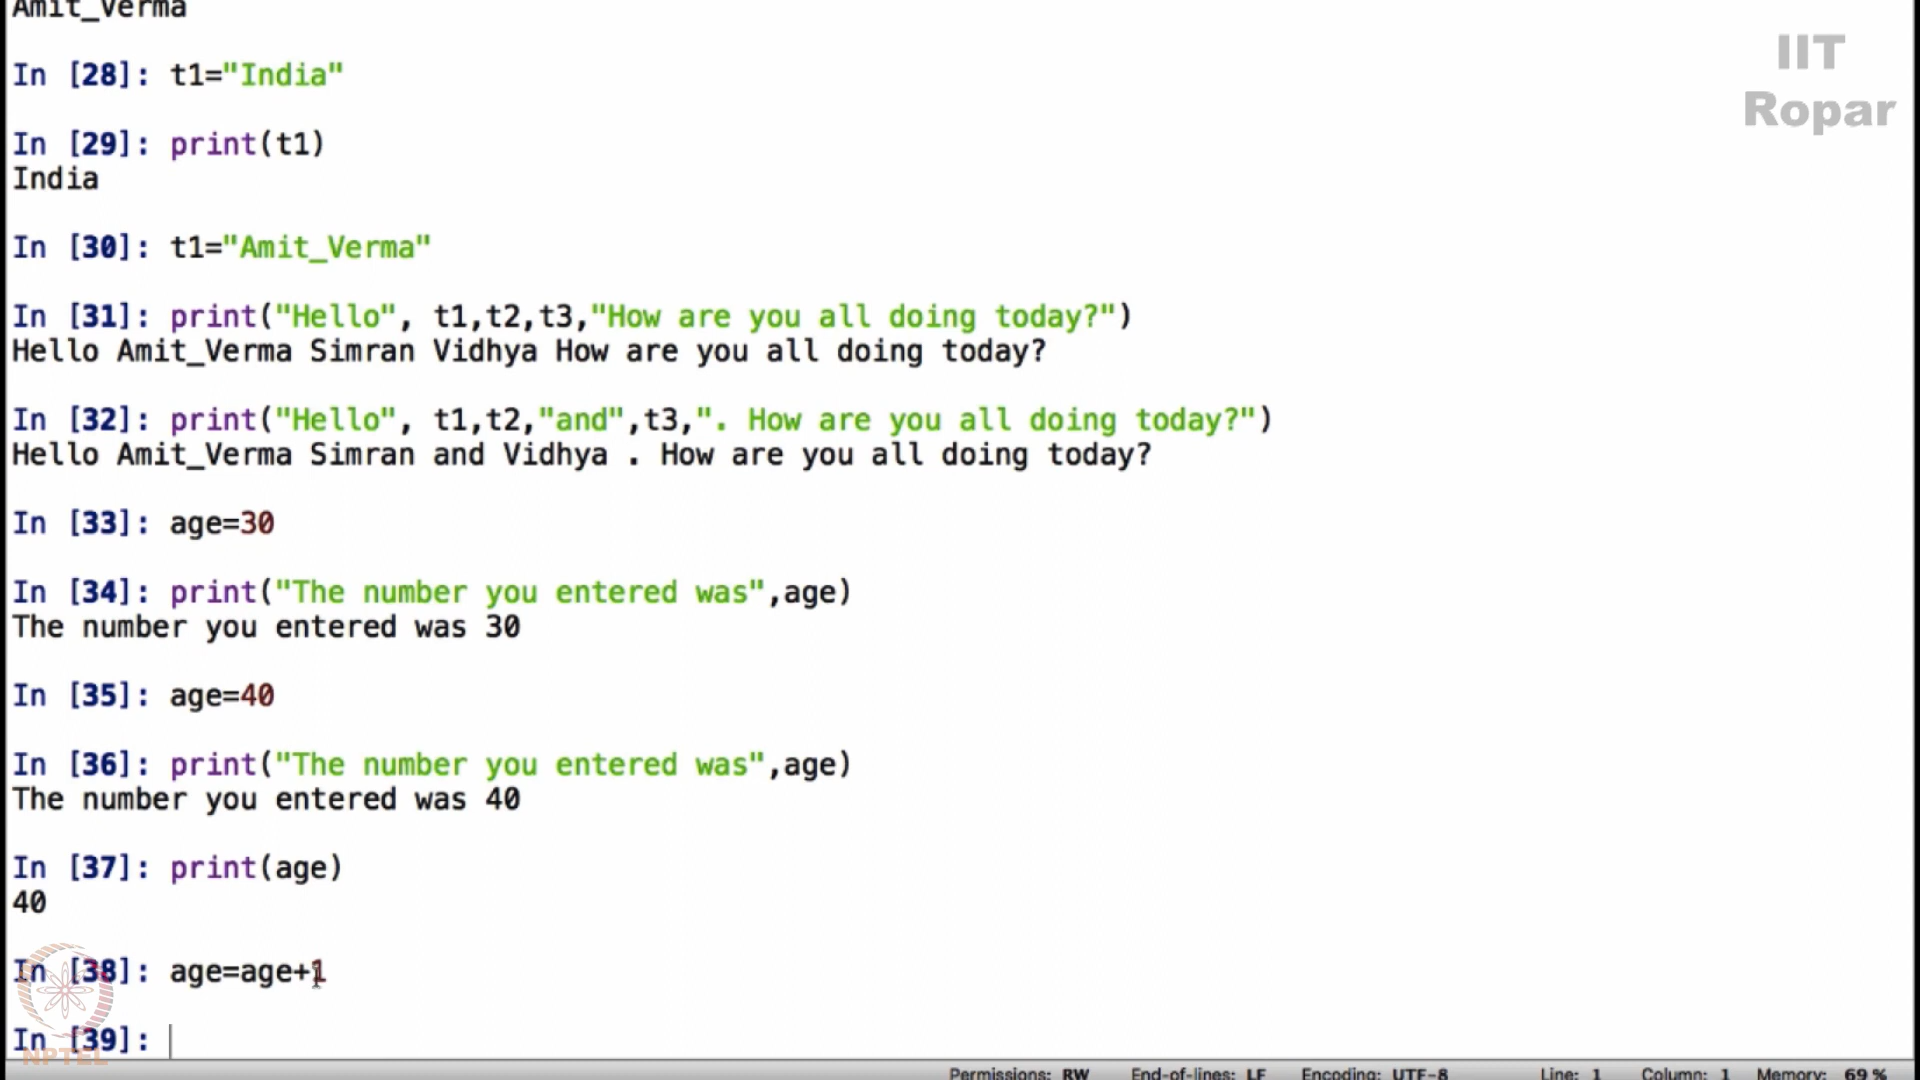 Amit_Verma
IIT
Ropar
In [28]: t1="India"
In [29]: print(t1)
India
In [30]: t1="Amit_Verma"
In [31]: print("Hello", t1,t2,t3,"How are you all doing today?")
Hello Amit_Verma Simran Vidhya How are you all doing today?
In [32]: print("Hello", t1,t2,"and",t3,". How are you all doing today?")
Hello Amit_Verma Simran and Vidhya . How are you all doing today?
In [33]: age=30
In [34]: print("The number you entered was",age)
The number you entered was 30
In [35]: age=40
In [36]: print("The number you entered was",age)
The number you entered was 40
In [37]: print(age)
40
In [38]: age=age+1
In [39]:
NPTEL
Permissions: RW End-of-lines: LF Encoding: UTF-8 Line: 1 Column: 1 Memory: 69 %